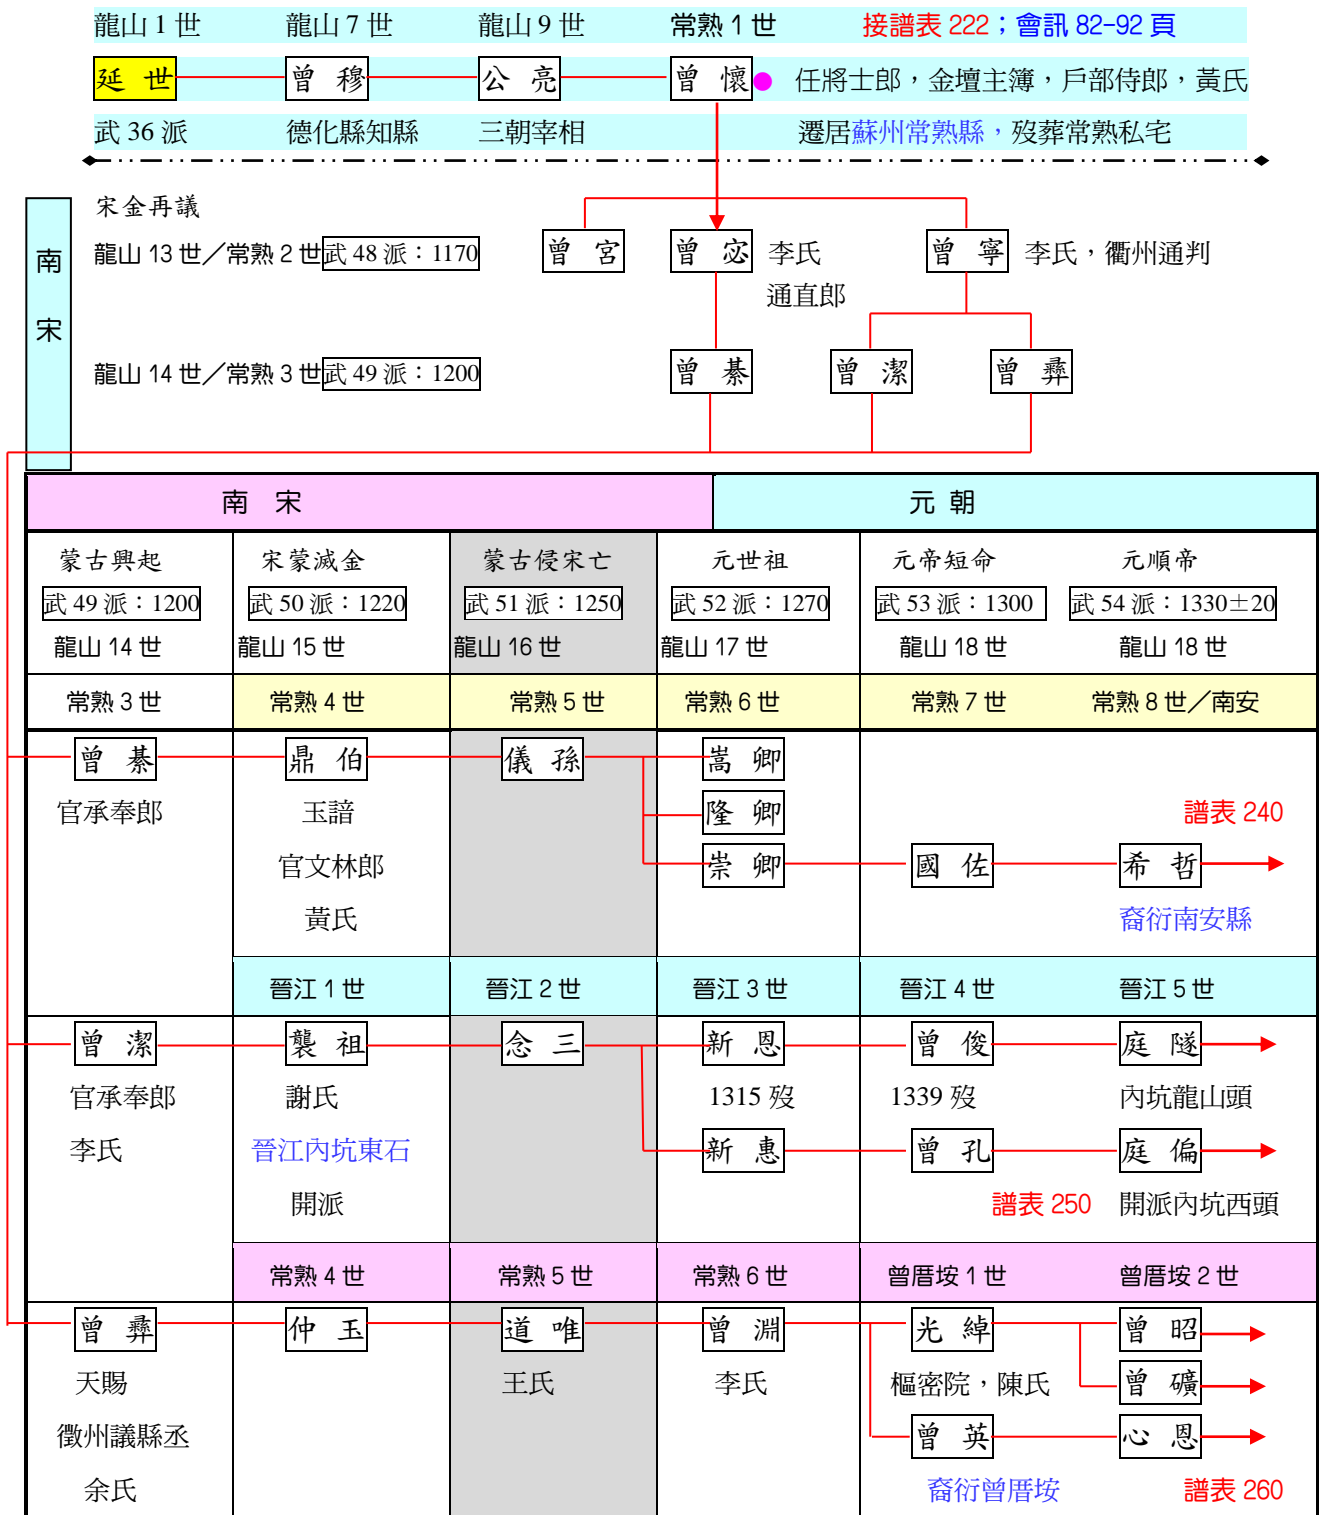 龍山 1 世 龍山 7 世 龍山 9 世 常熟 1 世 接譜表 222；會訊 82-92 頁
延 世 曾 穆 公 亮 曾 懷 任將士郎，金壇主簿，戶部侍郎，黃氏
武 36 派 德化縣知縣 三朝宰相 遷居蘇州常熟縣，歿葬常熟私宅
南宋
宋金再議
龍山 13 世／常熟 2 世 武 48 派：1170 曾 宮 曾 宓 李氏 曾 寧 李氏，衢州通判
通直郎
龍山 14 世／常熟 3 世 武 49 派：1200 曾 綦 曾 潔 曾 彞
南 宋 元 朝
蒙古興起 宋蒙滅金 蒙古侵宋亡 元世祖 元帝短命 元順帝
武 49 派：1200 武 50 派：1220 武 51 派：1250 武 52 派：1270 武 53 派：1300 武 54 派：1330±20
龍山 14 世 龍山 15 世 龍山 16 世 龍山 17 世 龍山 18 世 龍山 18 世
常熟 3 世 常熟 4 世 常熟 5 世 常熟 6 世 常熟 7 世 常熟 8 世／南安
曾 綦 鼎 伯 儀 孫 嵩 卿
官承奉郎 玉諳 隆 卿 譜表 240
官文林郎 崇 卿 國 佐 希 哲
黃氏 裔衍南安縣
晉江 1 世 晉江 2 世 晉江 3 世 晉江 4 世 晉江 5 世
曾 潔 襲 祖 念 三 新 恩 曾 俊 庭 隧
官承奉郎 謝氏 1315 歿 1339 歿 內坑龍山頭
李氏 晉江內坑東石 新 惠 曾 孔 庭 偏
開派 譜表 250 開派內坑西頭
常熟 4 世 常熟 5 世 常熟 6 世 曾厝垵 1 世 曾厝垵 2 世
曾 彞 仲 玉 道 唯 曾 淵 光 綽 曾 昭
天賜 王氏 李氏 樞密院，陳氏 曾 礦
徵州議縣丞 曾 英 心 恩
余氏 裔衍曾厝垵 譜表 260